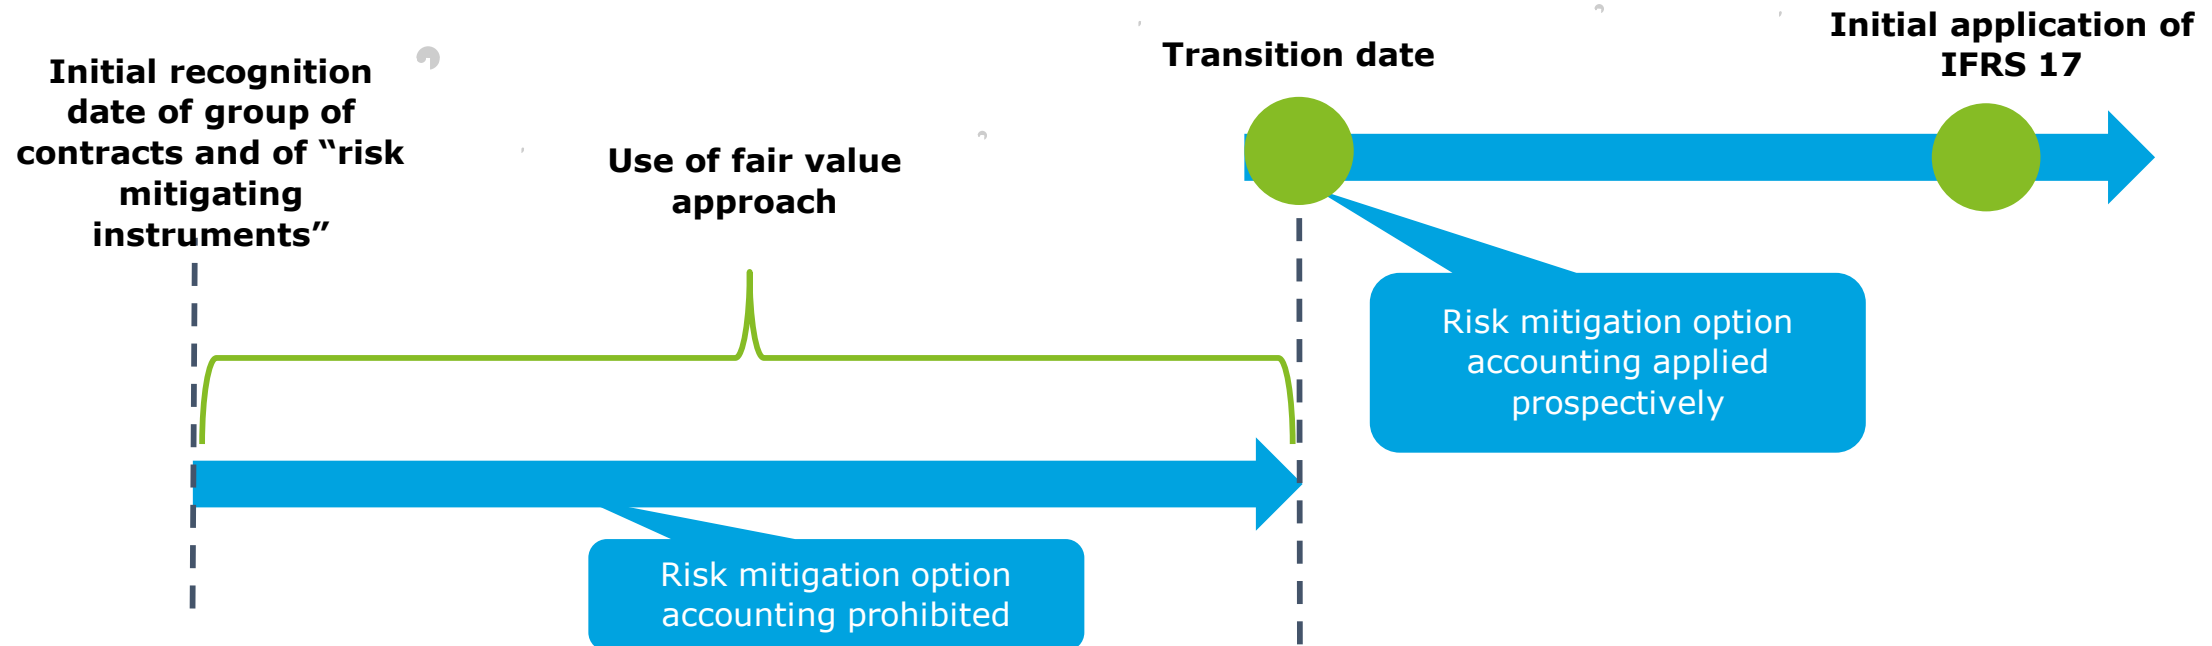 Initial recognition
date of group of
contracts and of “risk
mitigating
instruments”
Use of fair value
approach
Transition date
Initial application of
IFRS 17
Risk mitigation option
accounting applied
prospectively
Risk mitigation option
accounting prohibited